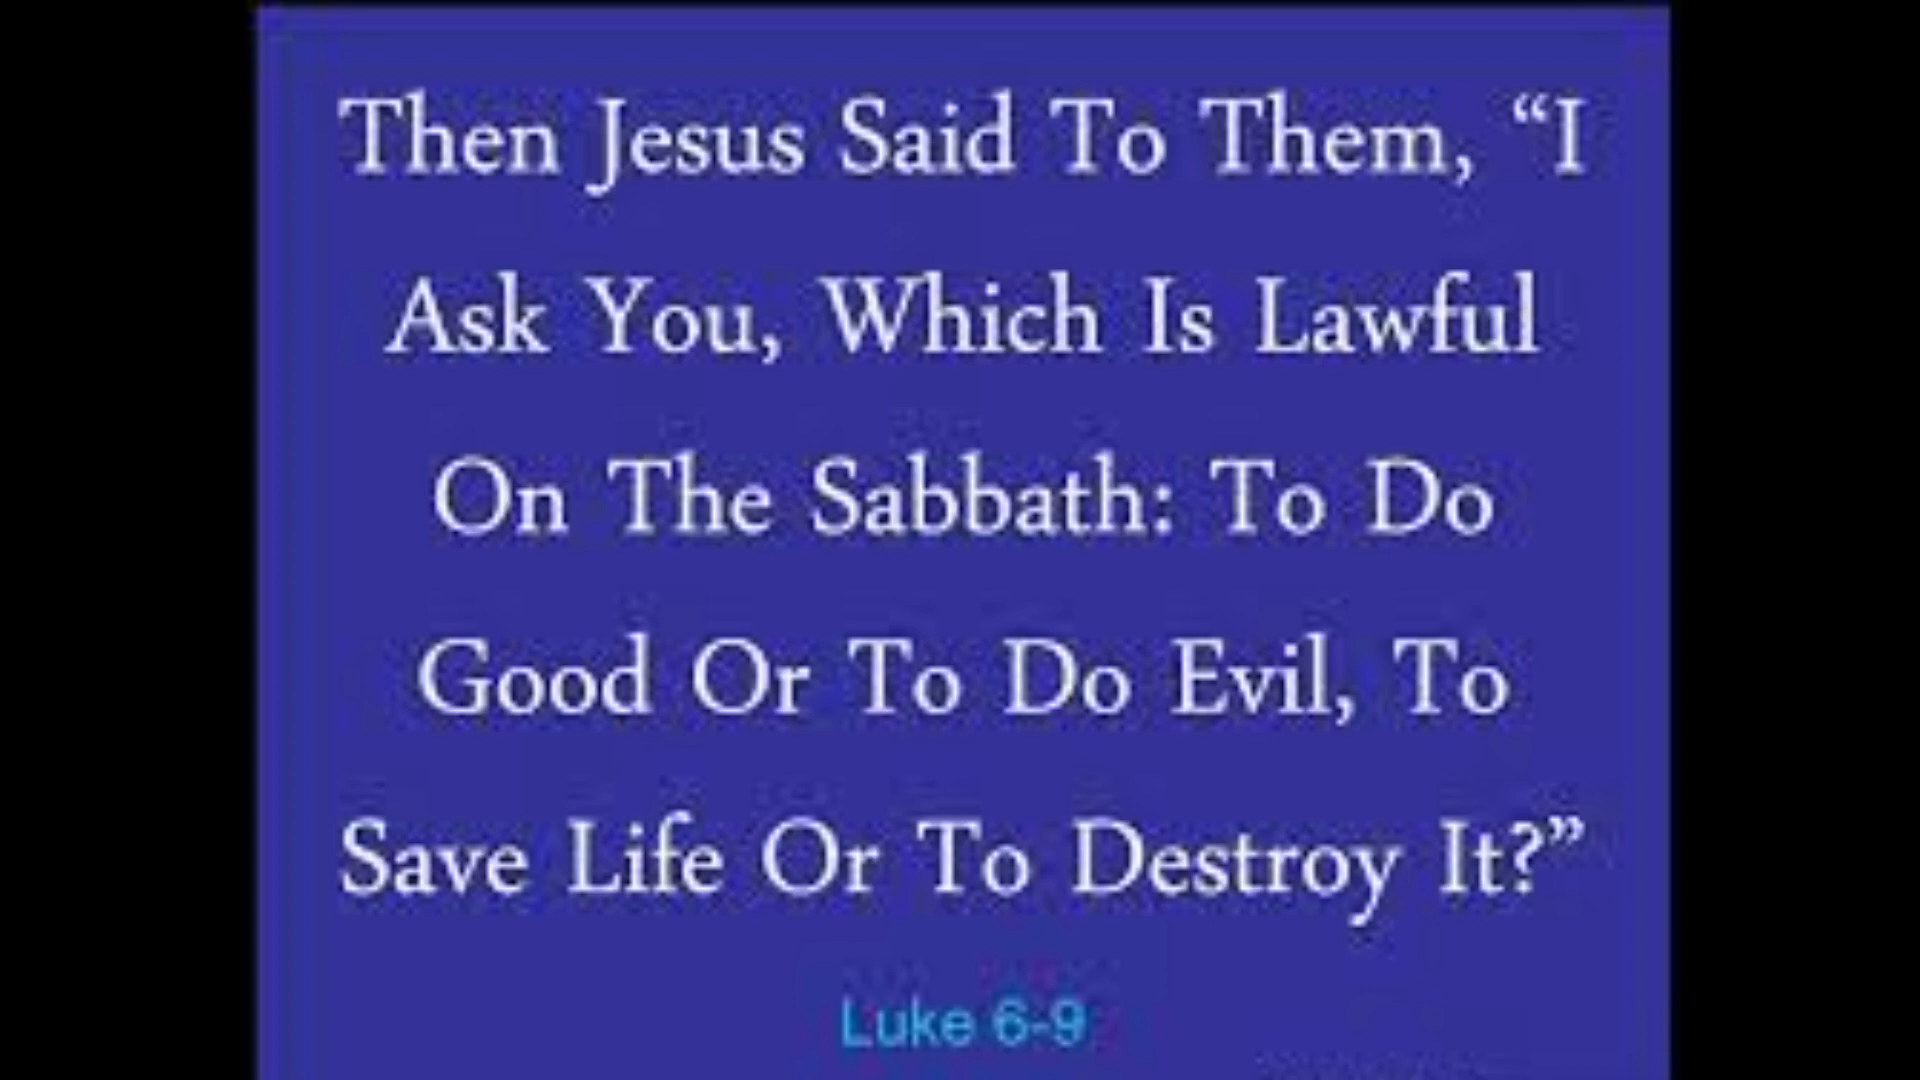 Then Jesus Said To Them, “I
Ask You, Which Is Lawful
On The Sabbath: To Do
Good Or To Do Evil, To
Save Life Or To Destroy It?”
Luke 6-9